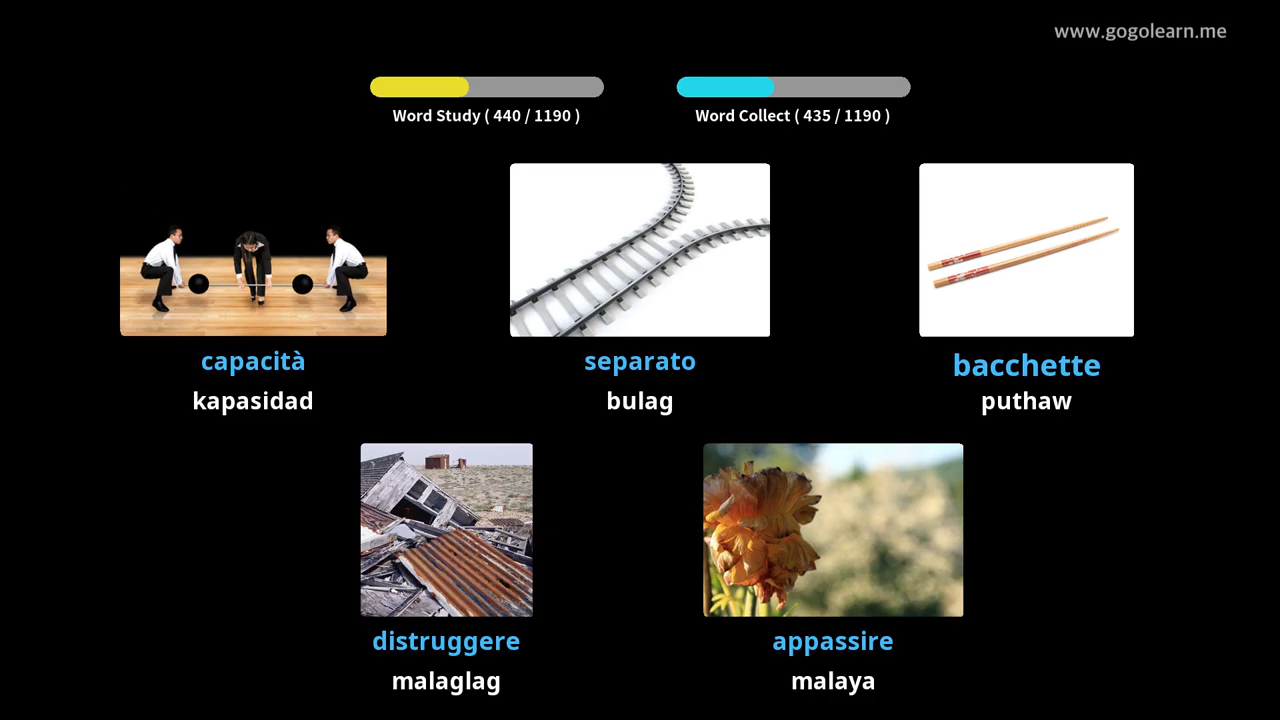 www.gogolearn.me
Word Study ( 440 / 1190 )
Word Collect ( 435 / 1190 )
capacità
kapasidad
separato
bulag
bacchette
puthaw
distruggere
malaglag
appassire
malaya